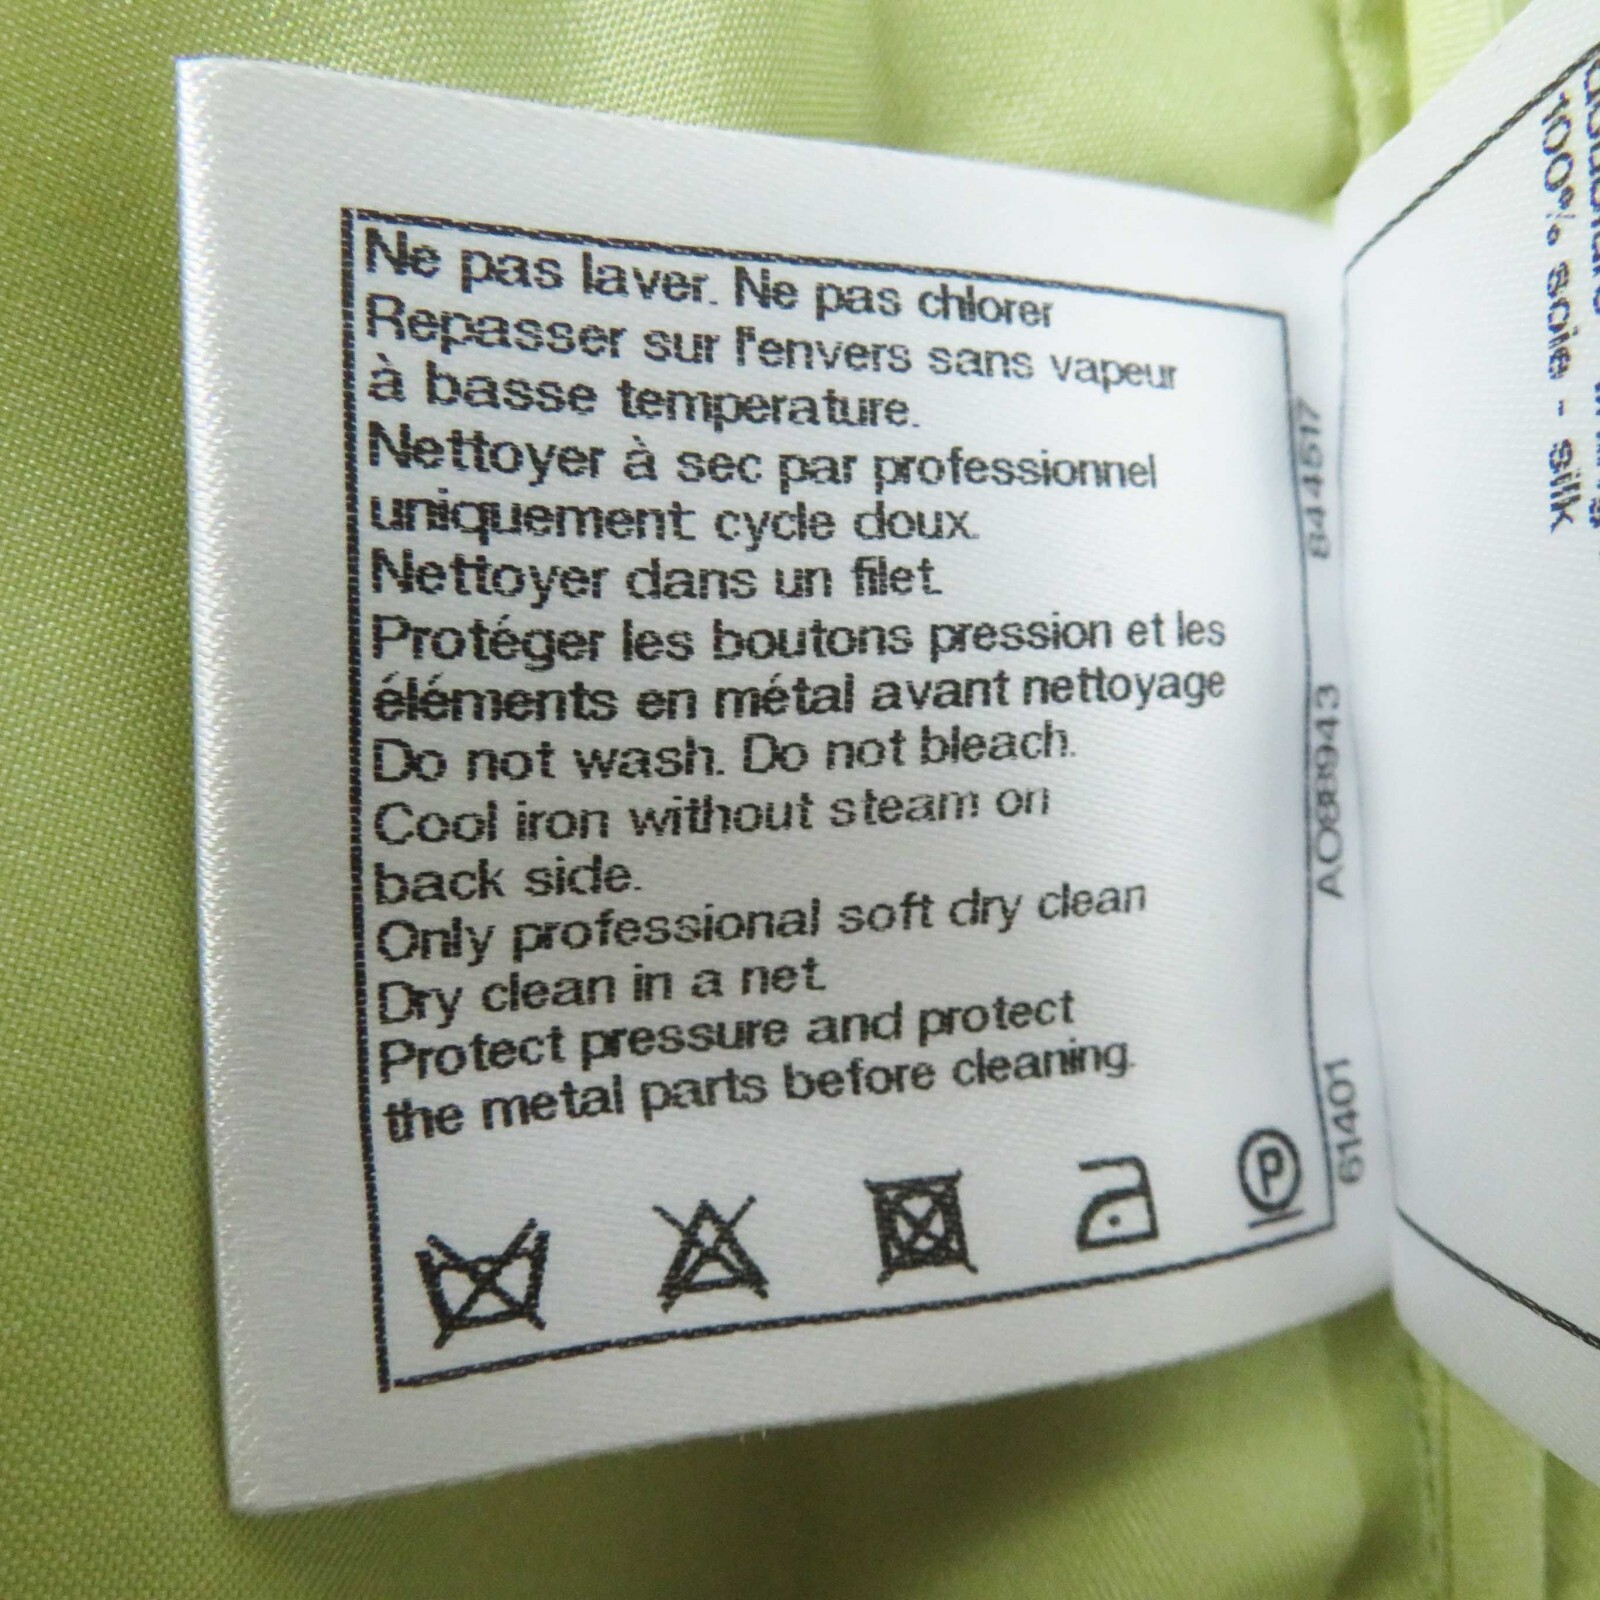 Ne pas laver. Ne pas chlorer
Repasser sur l'envers sans vapeur
à basse temperature.
Nettoyer à sec par professionnel
uniquement cycle doux.
Nettoyer dans un filet.
Protéger les boutons pression et les
éléments en métal avant nettoyage
Do not wash. Do not bleach.
Cool iron without steam on
back side.
Only professional soft dry clean
Dry clean in a net.
Protect pressure and protect
the metal parts before cleaning.
P
61401 A088943 844517
100% soie - silk